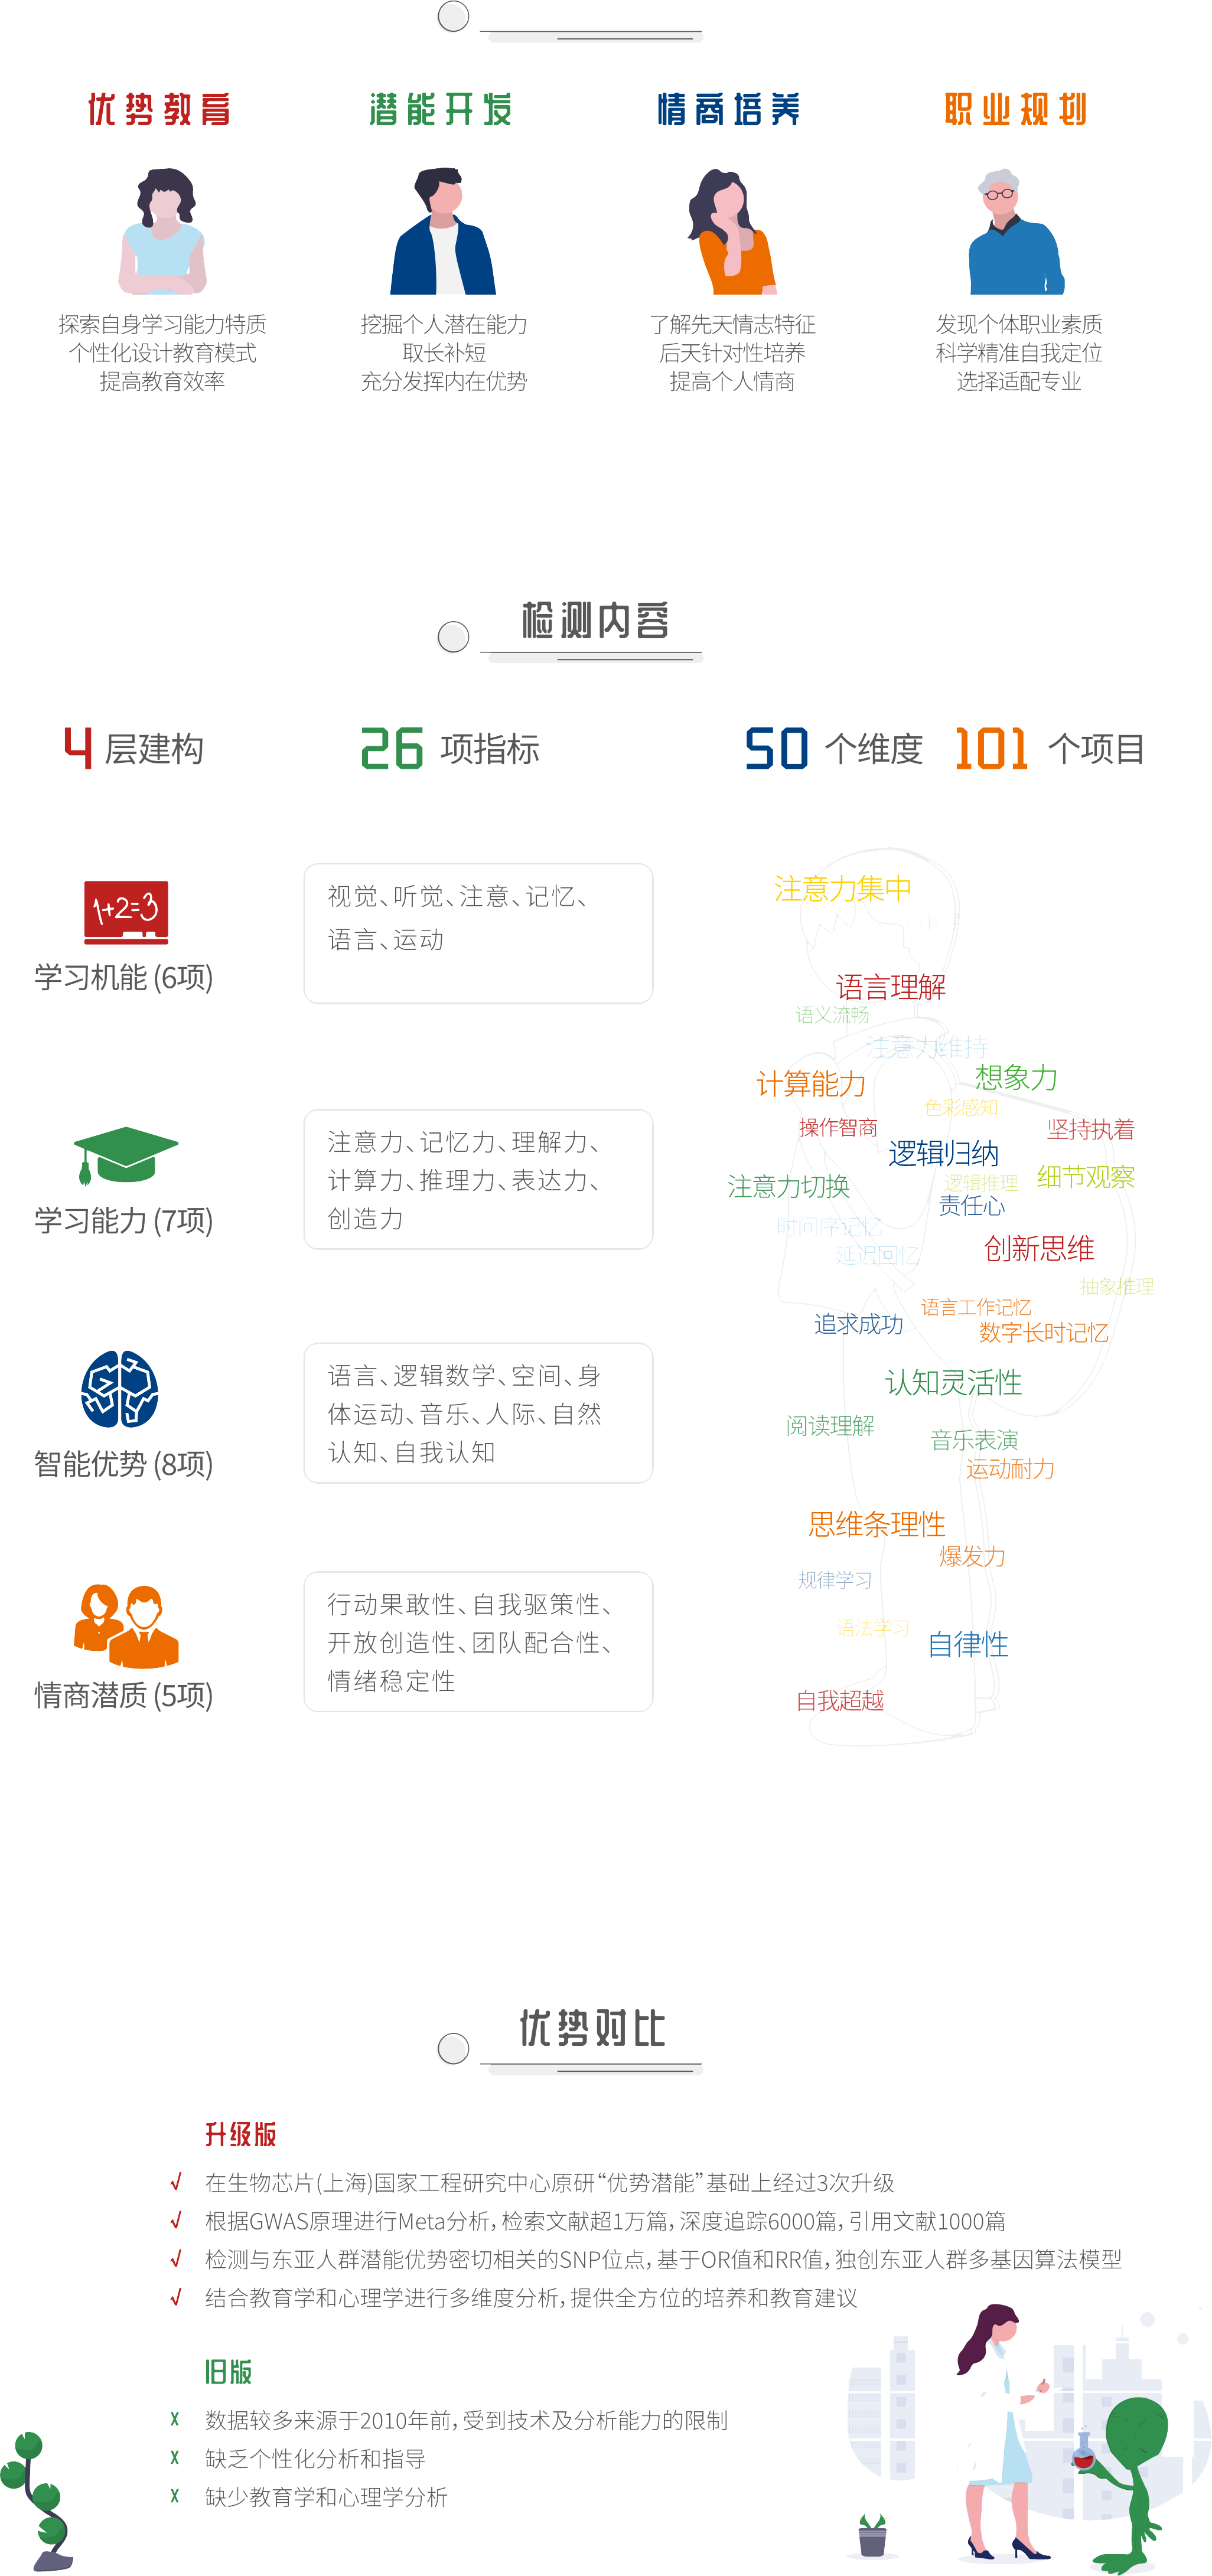 优势教育
潜能开发
情商培养
职业规划
探索自身学习能力特质
个性化设计教育模式
提高教育效率
挖掘个人潜在能力
取长补短
充分发挥内在优势
了解先天情志特征
后天针对性培养
提高个人情商
发现个体职业素质
科学精准自我定位
选择适配专业
检测内容
4 层建构
26 项指标
50 个维度
101 个项目
1+2=3
学习机能 (6项)
视觉、听觉、注意、记忆、
语言、运动
学习能力 (7项)
注意力、记忆力、理解力、
计算力、推理力、表达力、
创造力
智能优势 (8项)
语言、逻辑数学、空间、身
体运动、音乐、人际、自然
认知、自我认知
情商潜质 (5项)
行动果敢性、自我驱策性、
开放创造性、团队配合性、
情绪稳定性
注意力集中
语言理解
语义流畅
注意力维持
计算能力
想象力
色彩感知
操作智商
坚持执着
逻辑归纳
细节观察
逻辑推理
注意力切换
责任心
时间序记忆
创新思维
延迟回忆
抽象推理
语言工作记忆
追求成功
数字长时记忆
认知灵活性
阅读理解
音乐表演
运动耐力
思维条理性
爆发力
规律学习
语法学习
自律性
自我超越
优势对比
升级版
√ 在生物芯片(上海)国家工程研究中心原研“优势潜能”基础上经过3次升级
√ 根据GWAS原理进行Meta分析，检索文献超1万篇，深度追踪6000篇，引用文献1000篇
√ 检测与东亚人群潜能优势密切相关的SNP位点，基于OR值和RR值，独创东亚人群多基因算法模型
√ 结合教育学和心理学进行多维度分析，提供全方位的培养和教育建议
旧版
x 数据较多来源于2010年前，受到技术及分析能力的限制
x 缺乏个性化分析和指导
x 缺少教育学和心理学分析